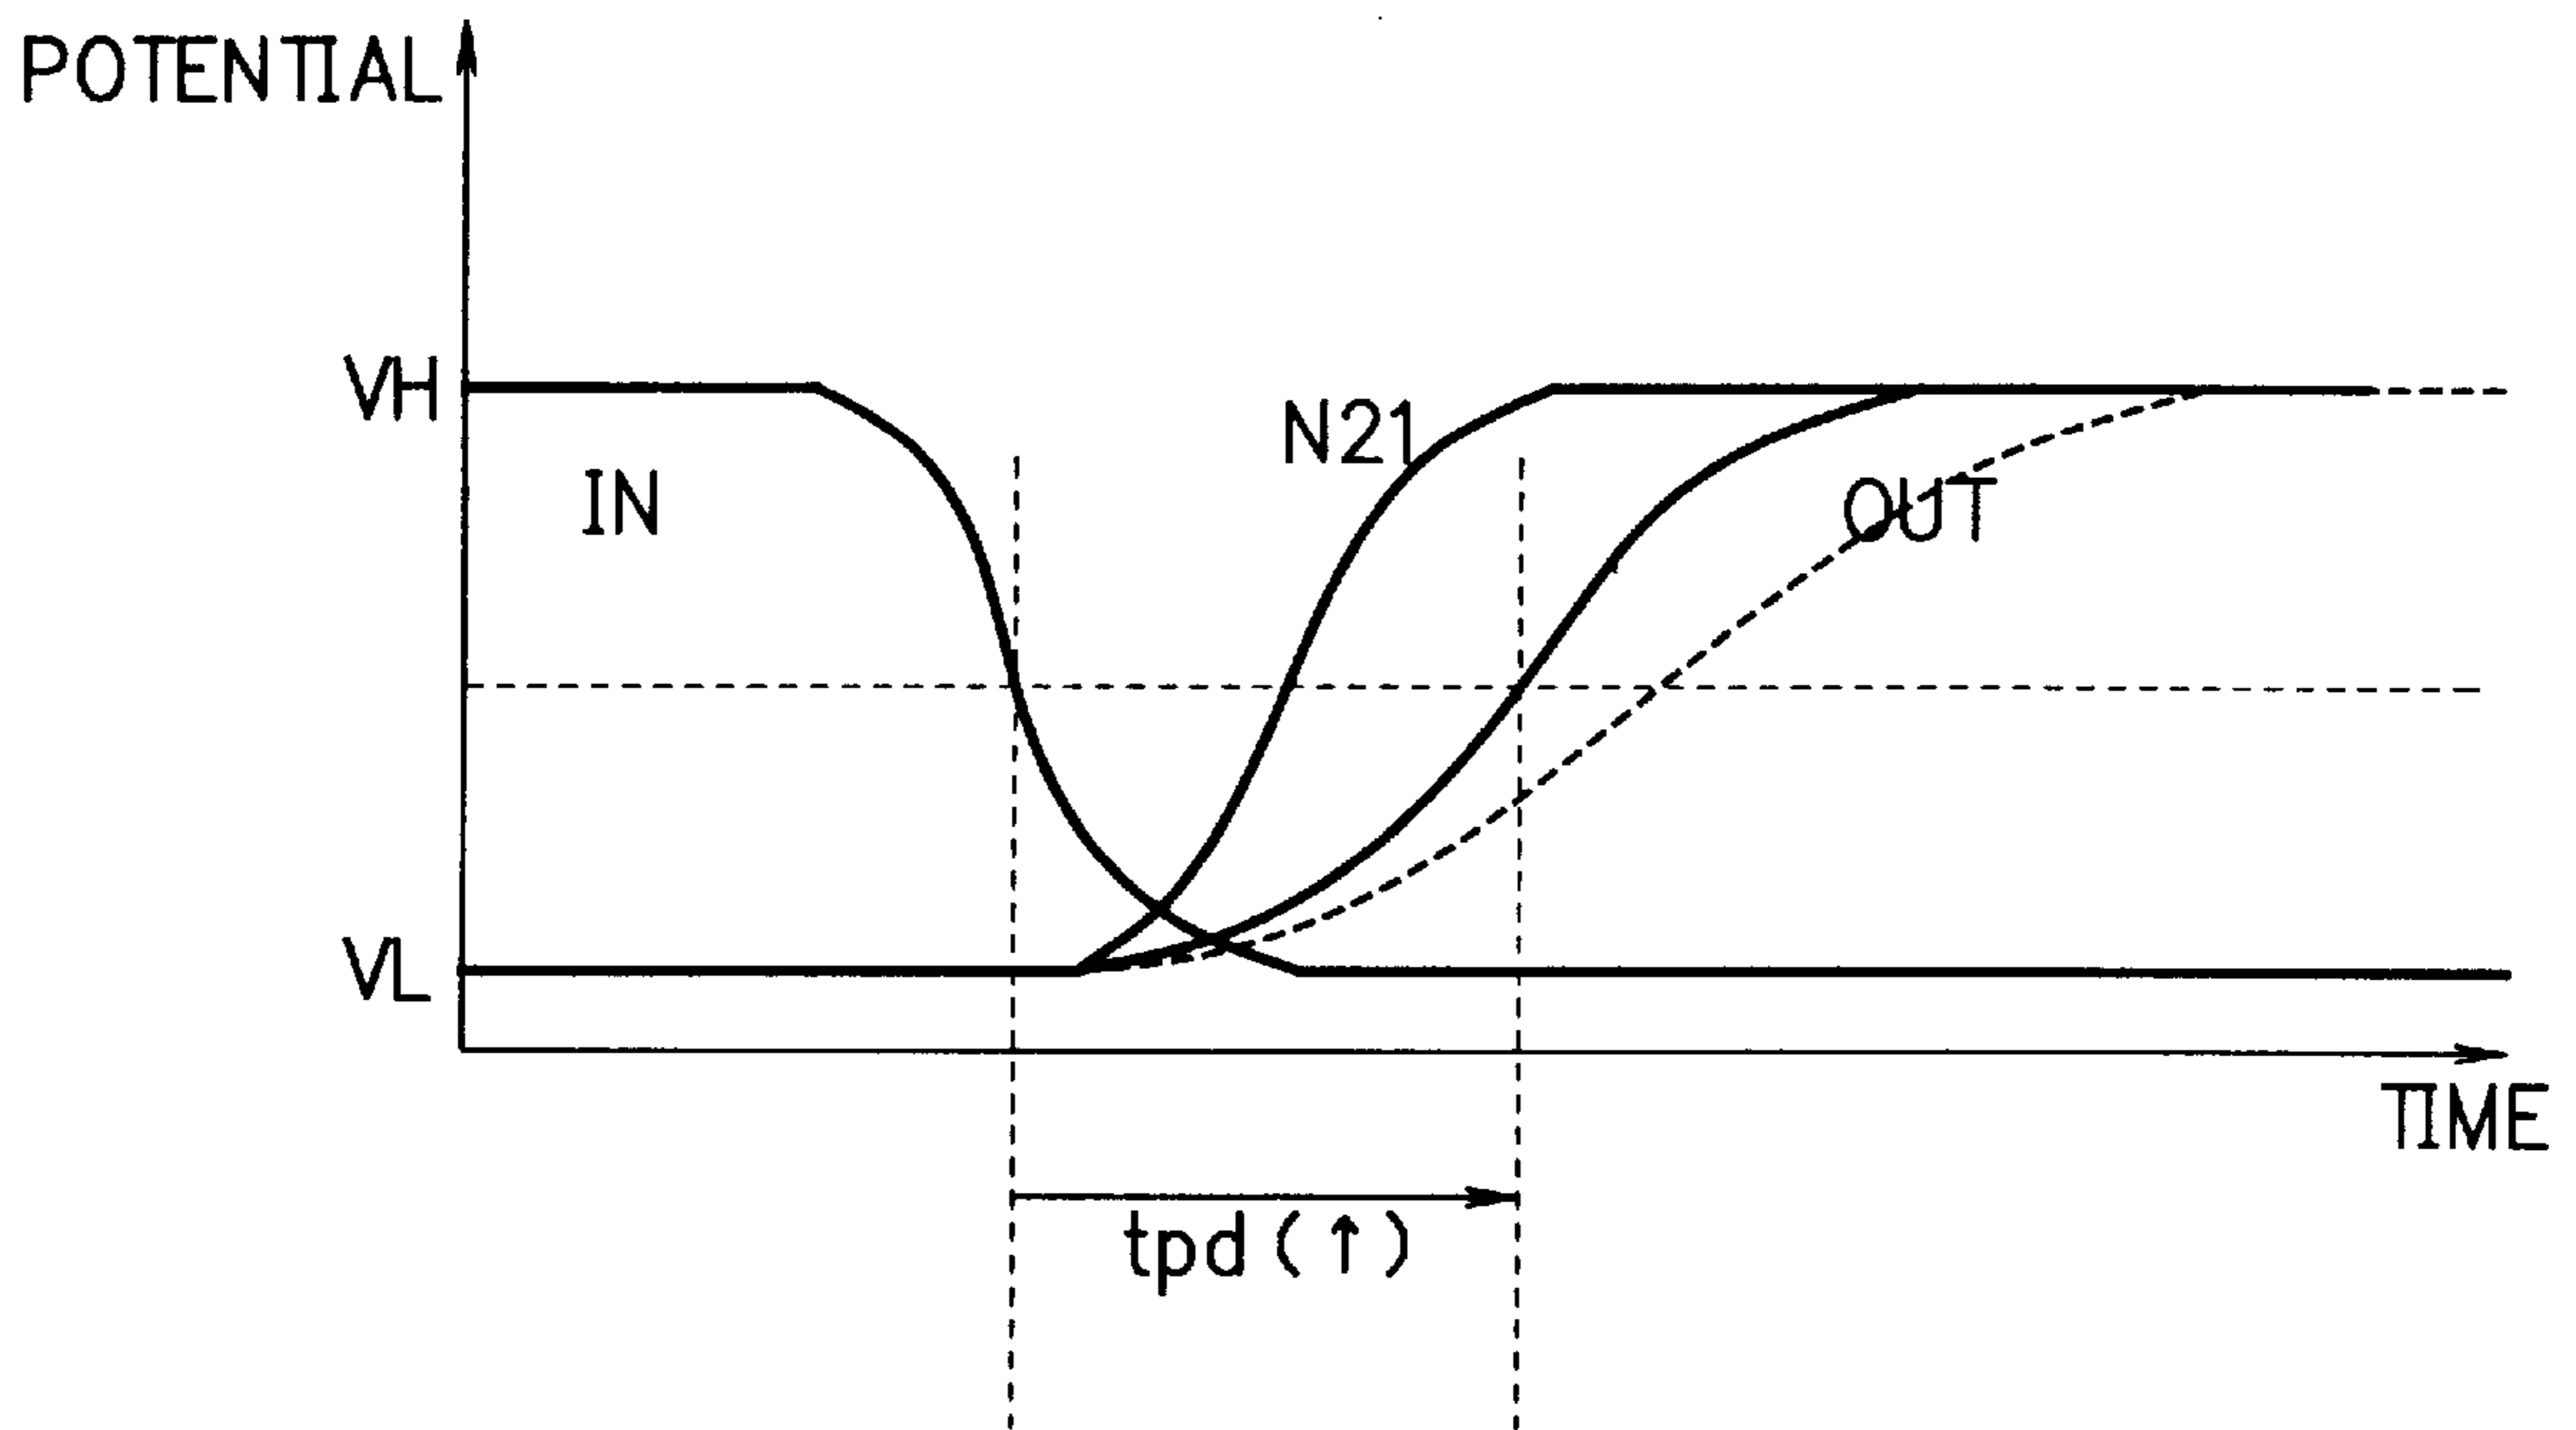 POTENTIAL
VH
N21
IN
OUT
VL
TIME
tpd(↑)